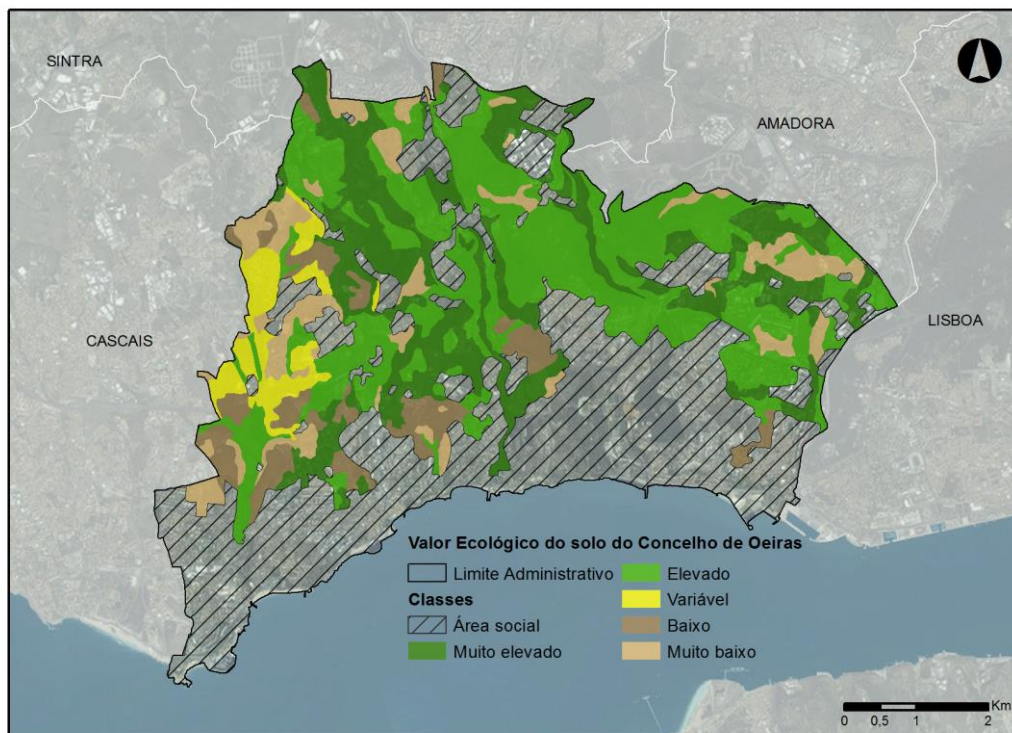 SINTRA
AMADORA
CASCAIS
LISBOA
Valor Ecológico do solo do Concelho de Oeiras
Limite Administrativo
Classes
Área social
Muito elevado
Elevado
Variável
Baixo
Muito baixo
Km
0 0,5 1 2